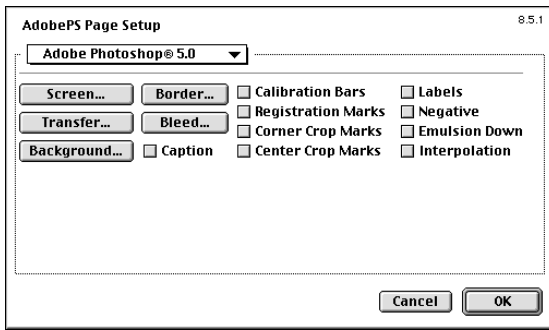 AdobePS Page Setup
8.5.1
Adobe Photoshop® 5.0
Screen...
Border...
Calibration Bars
Labels
Transfer...
Bleed...
Registration Marks
Negative
Corner Crop Marks
Emulsion Down
Background...
Caption
Center Crop Marks
Interpolation
Cancel
OK